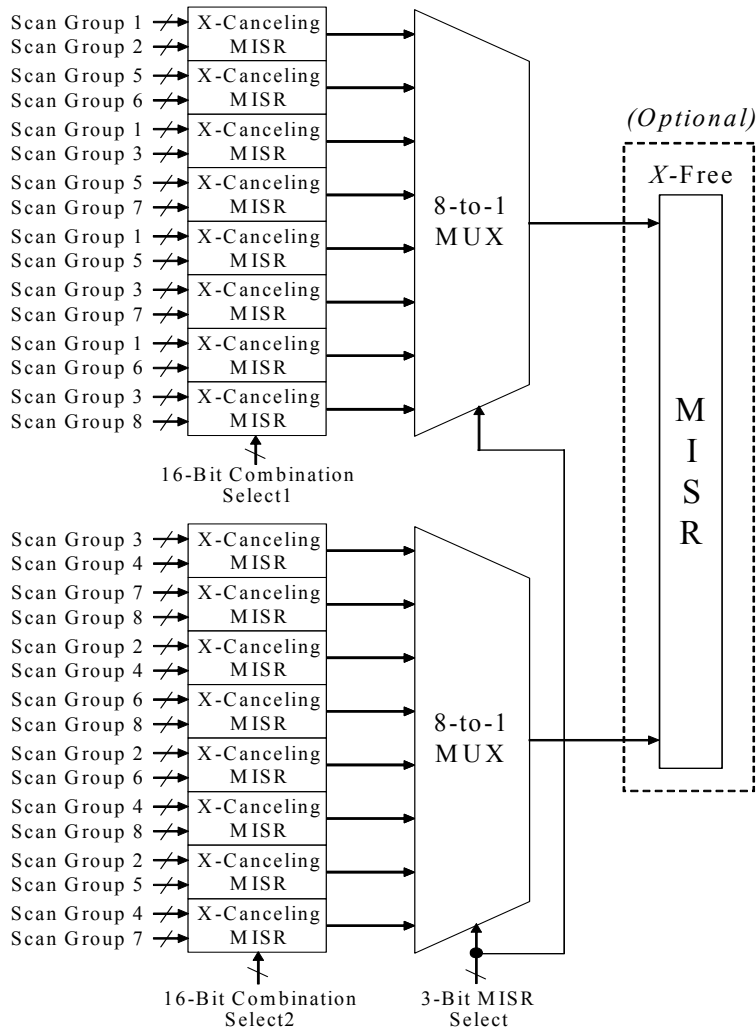 Scan Group 1
Scan Group 2
X-Canceling
MISR
Scan Group 5
Scan Group 6
X-Canceling
MISR
Scan Group 1
Scan Group 3
X-Canceling
MISR
Scan Group 5
Scan Group 7
X-Canceling
MISR
Scan Group 1
Scan Group 5
X-Canceling
MISR
Scan Group 3
Scan Group 7
X-Canceling
MISR
Scan Group 1
Scan Group 6
X-Canceling
MISR
Scan Group 3
Scan Group 8
X-Canceling
MISR
16-Bit Combination
Select1
8-to-1
MUX
Scan Group 3
Scan Group 4
X-Canceling
MISR
Scan Group 7
Scan Group 8
X-Canceling
MISR
Scan Group 2
Scan Group 4
X-Canceling
MISR
Scan Group 6
Scan Group 8
X-Canceling
MISR
Scan Group 2
Scan Group 6
X-Canceling
MISR
Scan Group 4
Scan Group 8
X-Canceling
MISR
Scan Group 2
Scan Group 5
X-Canceling
MISR
Scan Group 4
Scan Group 7
X-Canceling
MISR
16-Bit Combination
Select2
8-to-1
MUX
3-Bit MISR
Select
(Optional)
X-Free
M
I
S
R